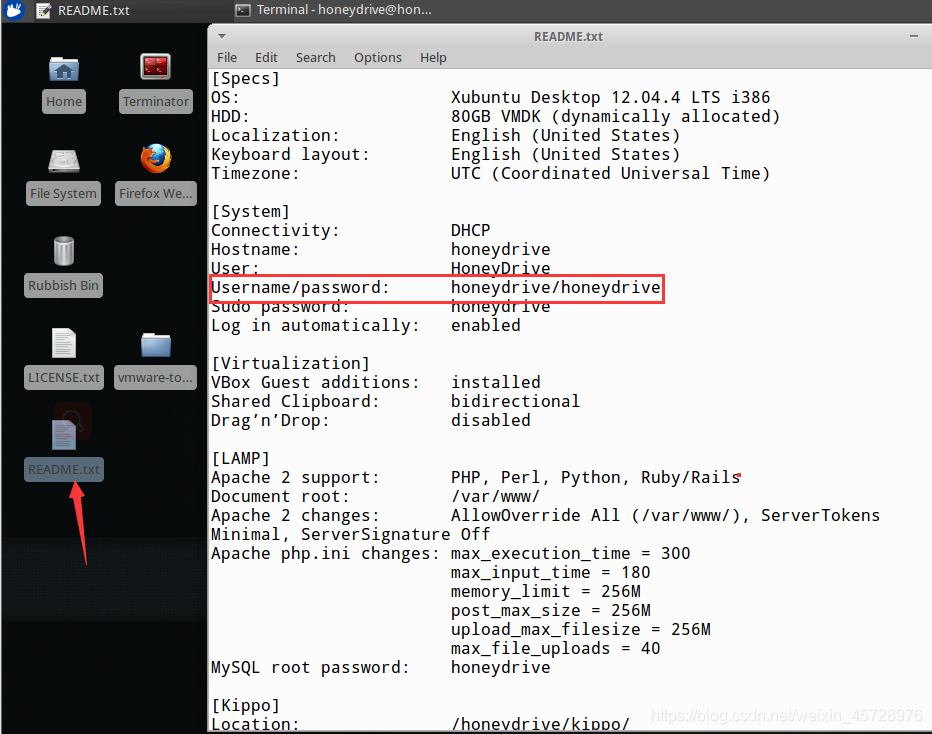 README.txt
Terminal - honeydrive@hon...
README.txt
File Edit Search Options Help
Home
Terminator
File System
Firefox We...
Rubbish Bin
LICENSE.txt
vmware-to...
README.txt
[Specs]
OS: Xubuntu Desktop 12.04.4 LTS i386
HDD: 80GB VMDK (dynamically allocated)
Localization: English (United States)
Keyboard layout: English (United States)
Timezone: UTC (Coordinated Universal Time)
[System]
Connectivity: DHCP
Hostname: honeydrive
User: HoneyDrive
Username/password: honeydrive/honeydrive
Sudo password: honeydrive
Log in automatically: enabled
[Virtualization]
VBox Guest additions: installed
Shared Clipboard: bidirectional
Drag’n’Drop: disabled
[LAMP]
Apache 2 support: PHP, Perl, Python, Ruby/Rails
Document root: /var/www/
Apache 2 changes: AllowOverride All (/var/www/), ServerTokens
Minimal, ServerSignature Off
Apache php.ini changes: max_execution_time = 300
max_input_time = 180
memory_limit = 256M
post_max_size = 256M
upload_max_filesize = 256M
max_file_uploads = 40
MySQL root password: honeydrive
[Kippo]
Location: /honeydrive/kippo/
https://blog.csdn.net/weixin_45728976